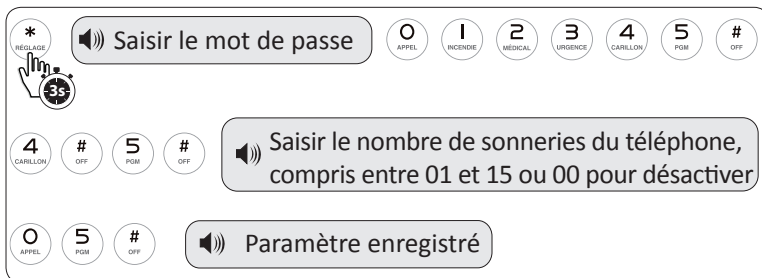 * RÉGLAGE
3s
Saisir le mot de passe
0 APPEL 1 INCENDIE 2 MÉDICAL 3 URGENCE 4 CARILLON 5 PGM # OFF
4 CARILLON # OFF 5 PGM # OFF
Saisir le nombre de sonneries du téléphone,
compris entre 01 et 15 ou 00 pour désactiver
0 APPEL 5 PGM # OFF
Paramètre enregistré